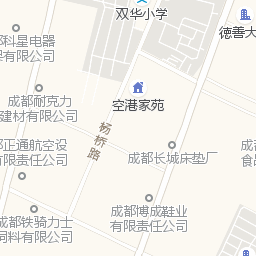 双华小学
徳善大
都科星电器
有限公司
空港家苑
成都耐克力
建材有限公司
杨桥路
都正通航空设
有限责任公司
成都长城床垫厂
成都
食品
成都博成鞋业
有限责任公司
成都铁骑力士
饲料有限公司